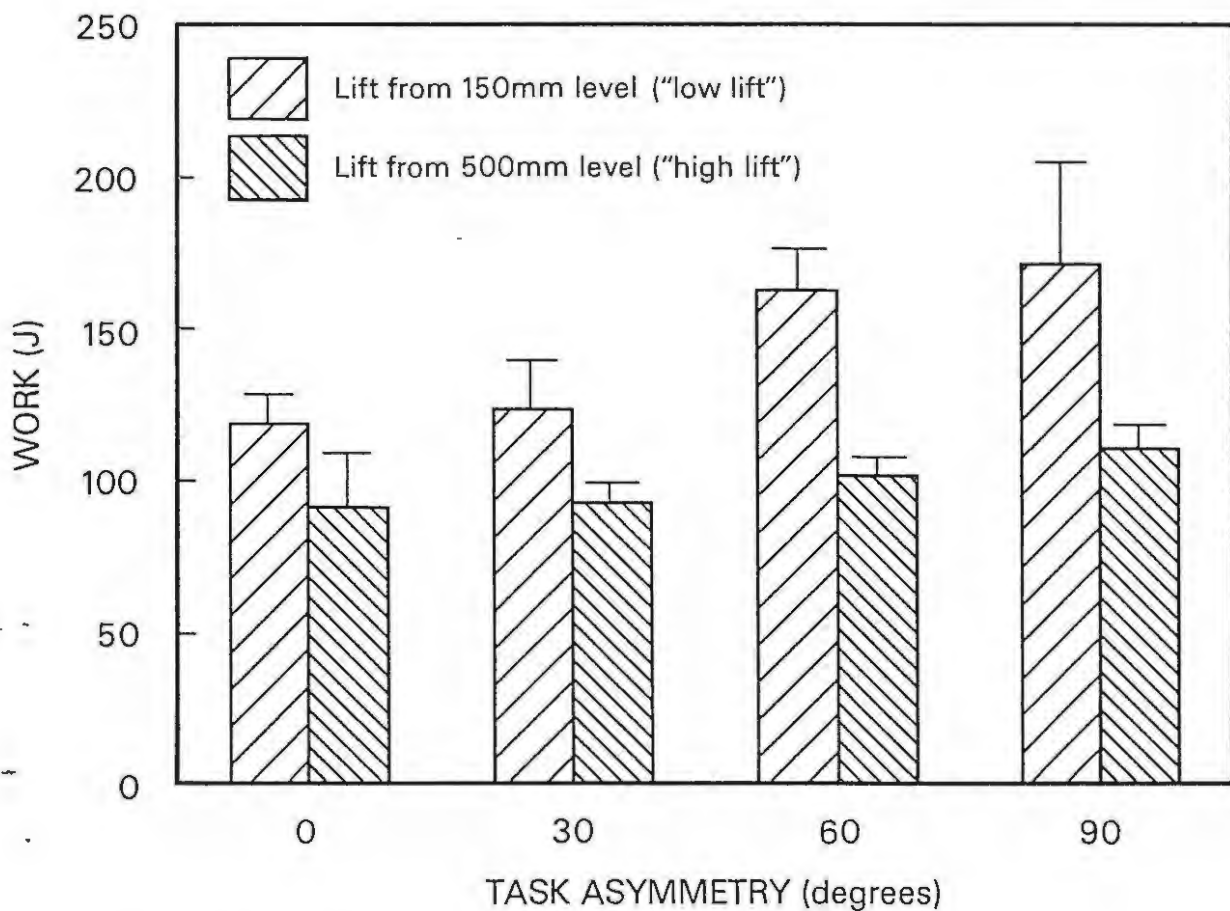 250
200
150
100
50
0
WORK (J)
Lift from 150mm level (“low lift”)
Lift from 500mm level (“high lift”)
0 30 60 90
TASK ASYMMETRY (degrees)